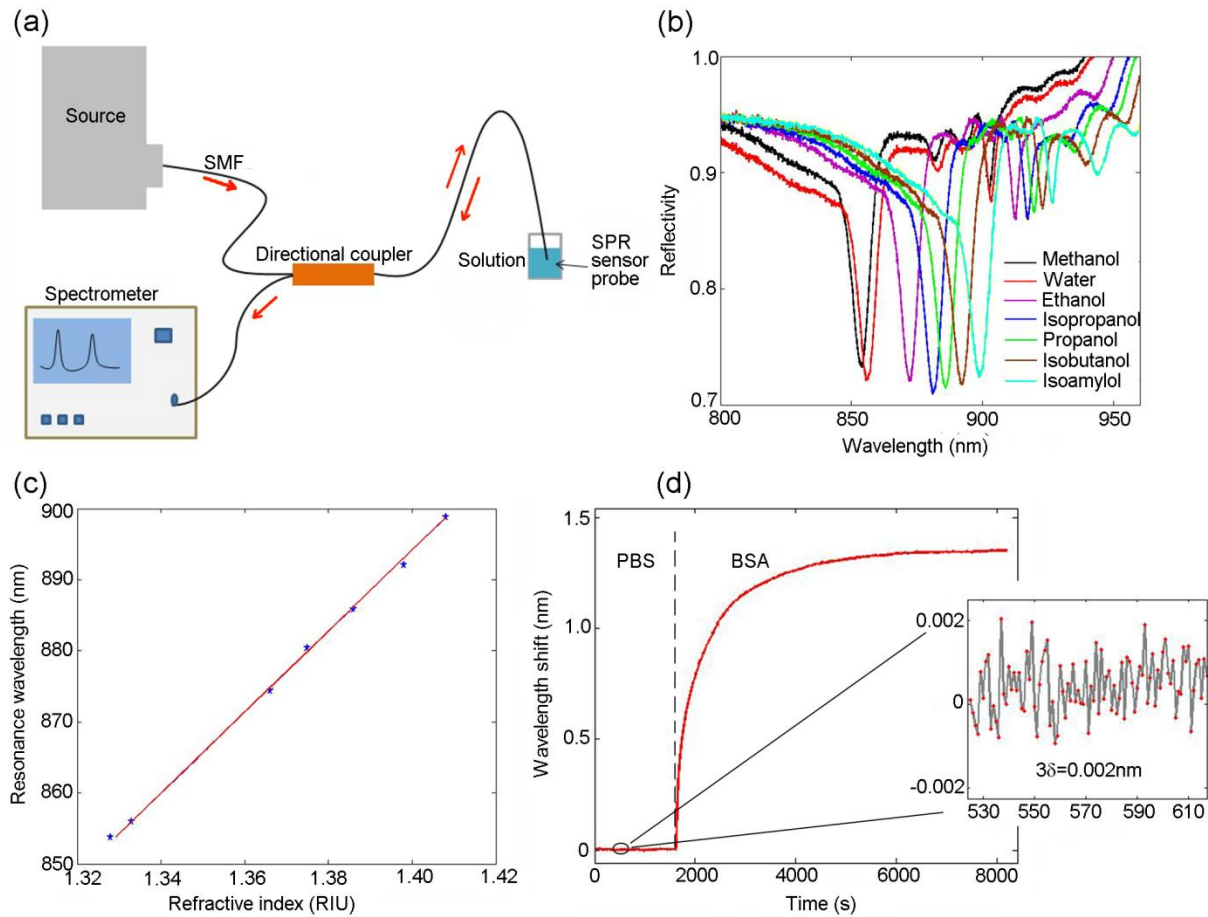 (a)
Source
SMF
Directional coupler
Solution
SPR
sensor
probe
Spectrometer
(b)
1.0
0.9
0.8
0.7
Reflectivity
Methanol
Water
Ethanol
Isopropanol
Propanol
Isobutanol
Isoamylol
800
850
900
950
Wavelength (nm)
(c)
900
890
880
870
860
850
Resonance wavelength (nm)
1.32
1.34
1.36
1.38
1.40
1.42
Refractive index (RIU)
(d)
1.5
1.0
0.5
0
Wavelength shift (nm)
PBS
BSA
0
2000
4000
6000
8000
Time (s)
0.002
0
-0.002
3δ=0.002nm
530
550
570
590
610